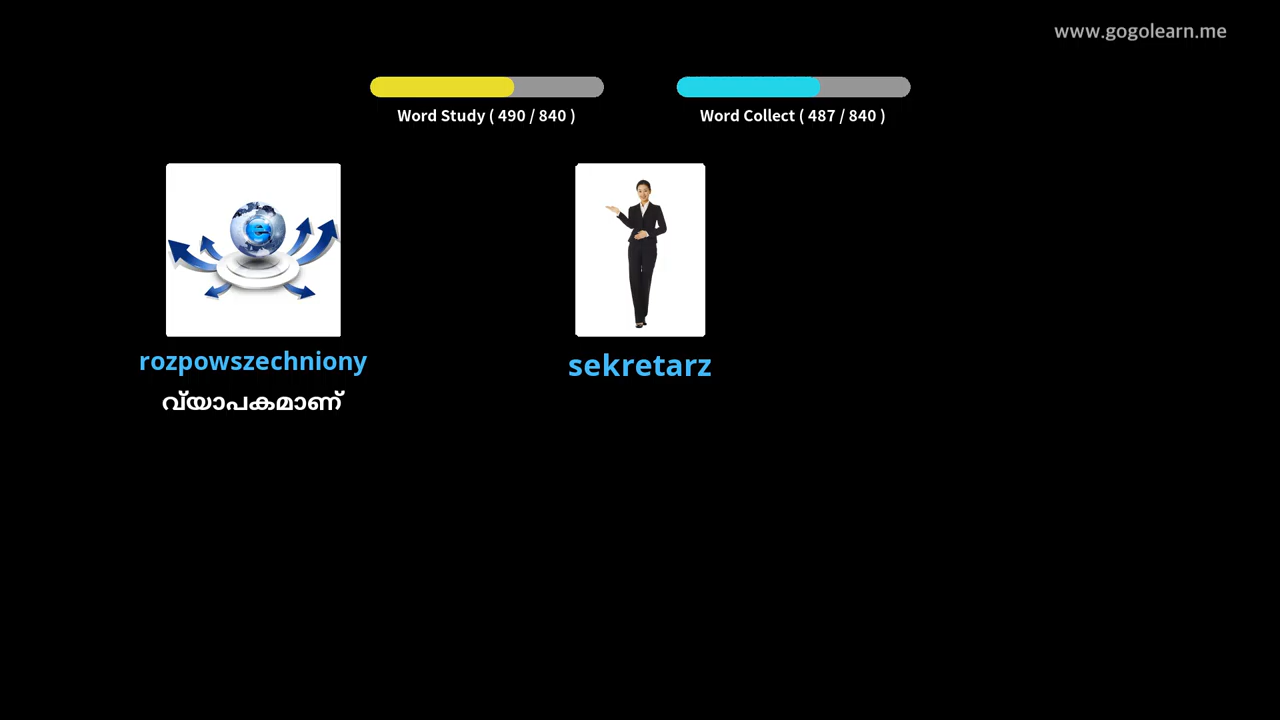 www.gogolearn.me
Word Study ( 490 / 840 )
Word Collect ( 487 / 840 )
e
rozpowszechniony
sekretarz
വ്യാപകമാണ്